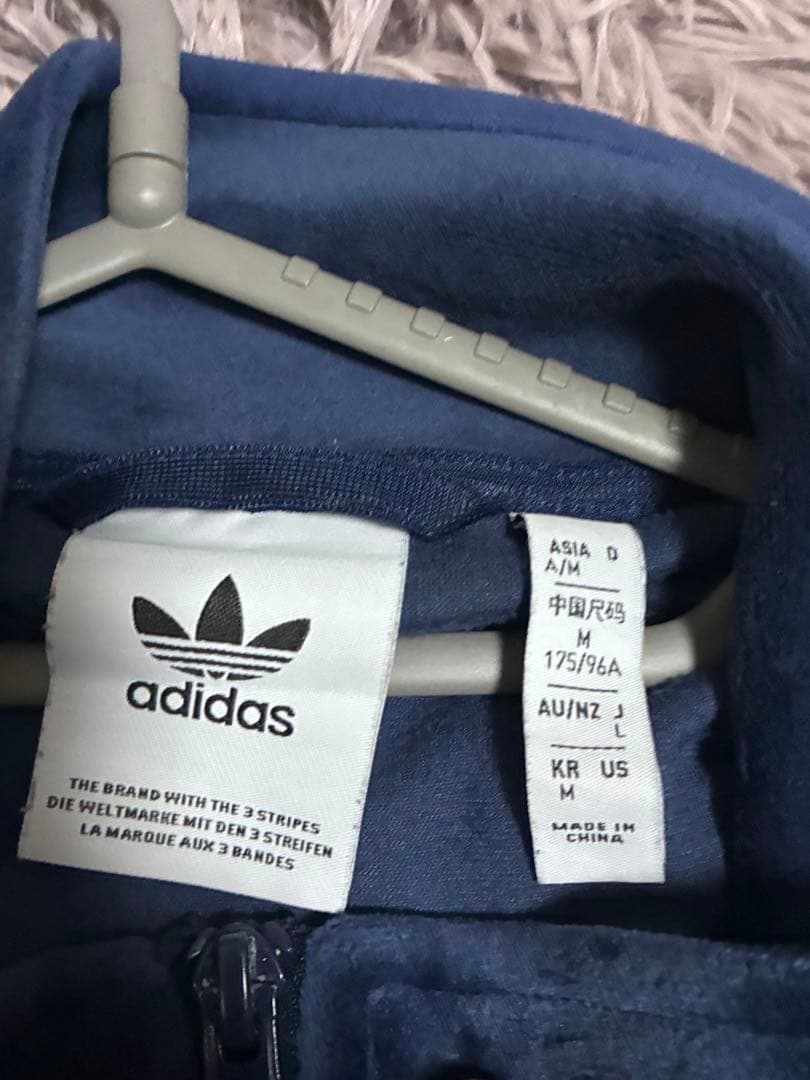 adidas
THE BRAND WITH THE 3 STRIPES
DIE WELTMARKE MIT DEN 3 STREIFEN
LA MARQUE AUX 3 BANDES
ASIA D
A/M
中国尺码
M
175/96A
AU/NZ J
L
KR US
M
MADE IN
CHINA